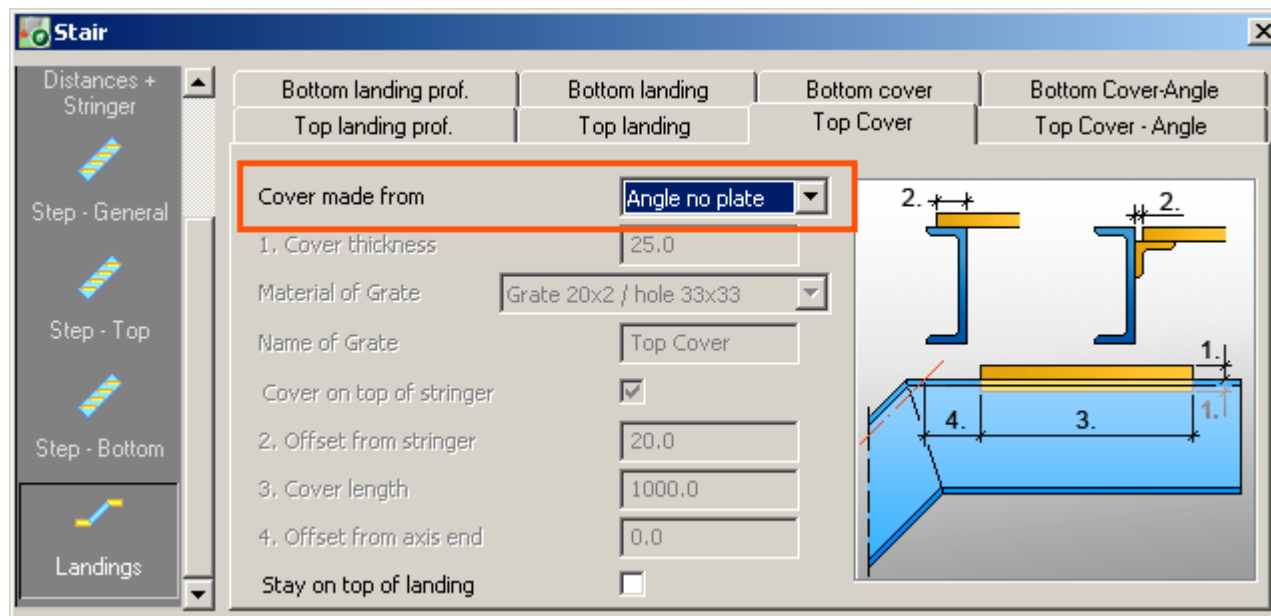 Stair
Distances +
Stringer
Step - General
Step - Top
Step - Bottom
Landings
Bottom landing prof.
Bottom landing
Bottom cover
Bottom Cover-Angle
Top landing prof.
Top landing
Top Cover
Top Cover - Angle
Cover made from
Angle no plate
1. Cover thickness
25.0
Material of Grate
Grate 20x2 / hole 33x33
Name of Grate
Top Cover
Cover on top of stringer
2. Offset from stringer
20.0
3. Cover length
1000.0
4. Offset from axis end
0.0
Stay on top of landing
2.
2.
1.
1.
4.
3.